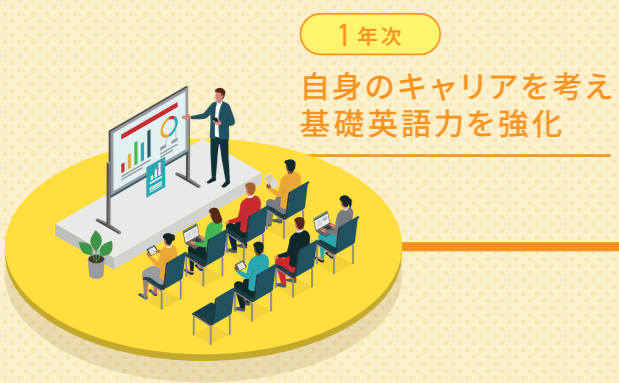 1年次
自身のキャリアを考え
基礎英語力を強化